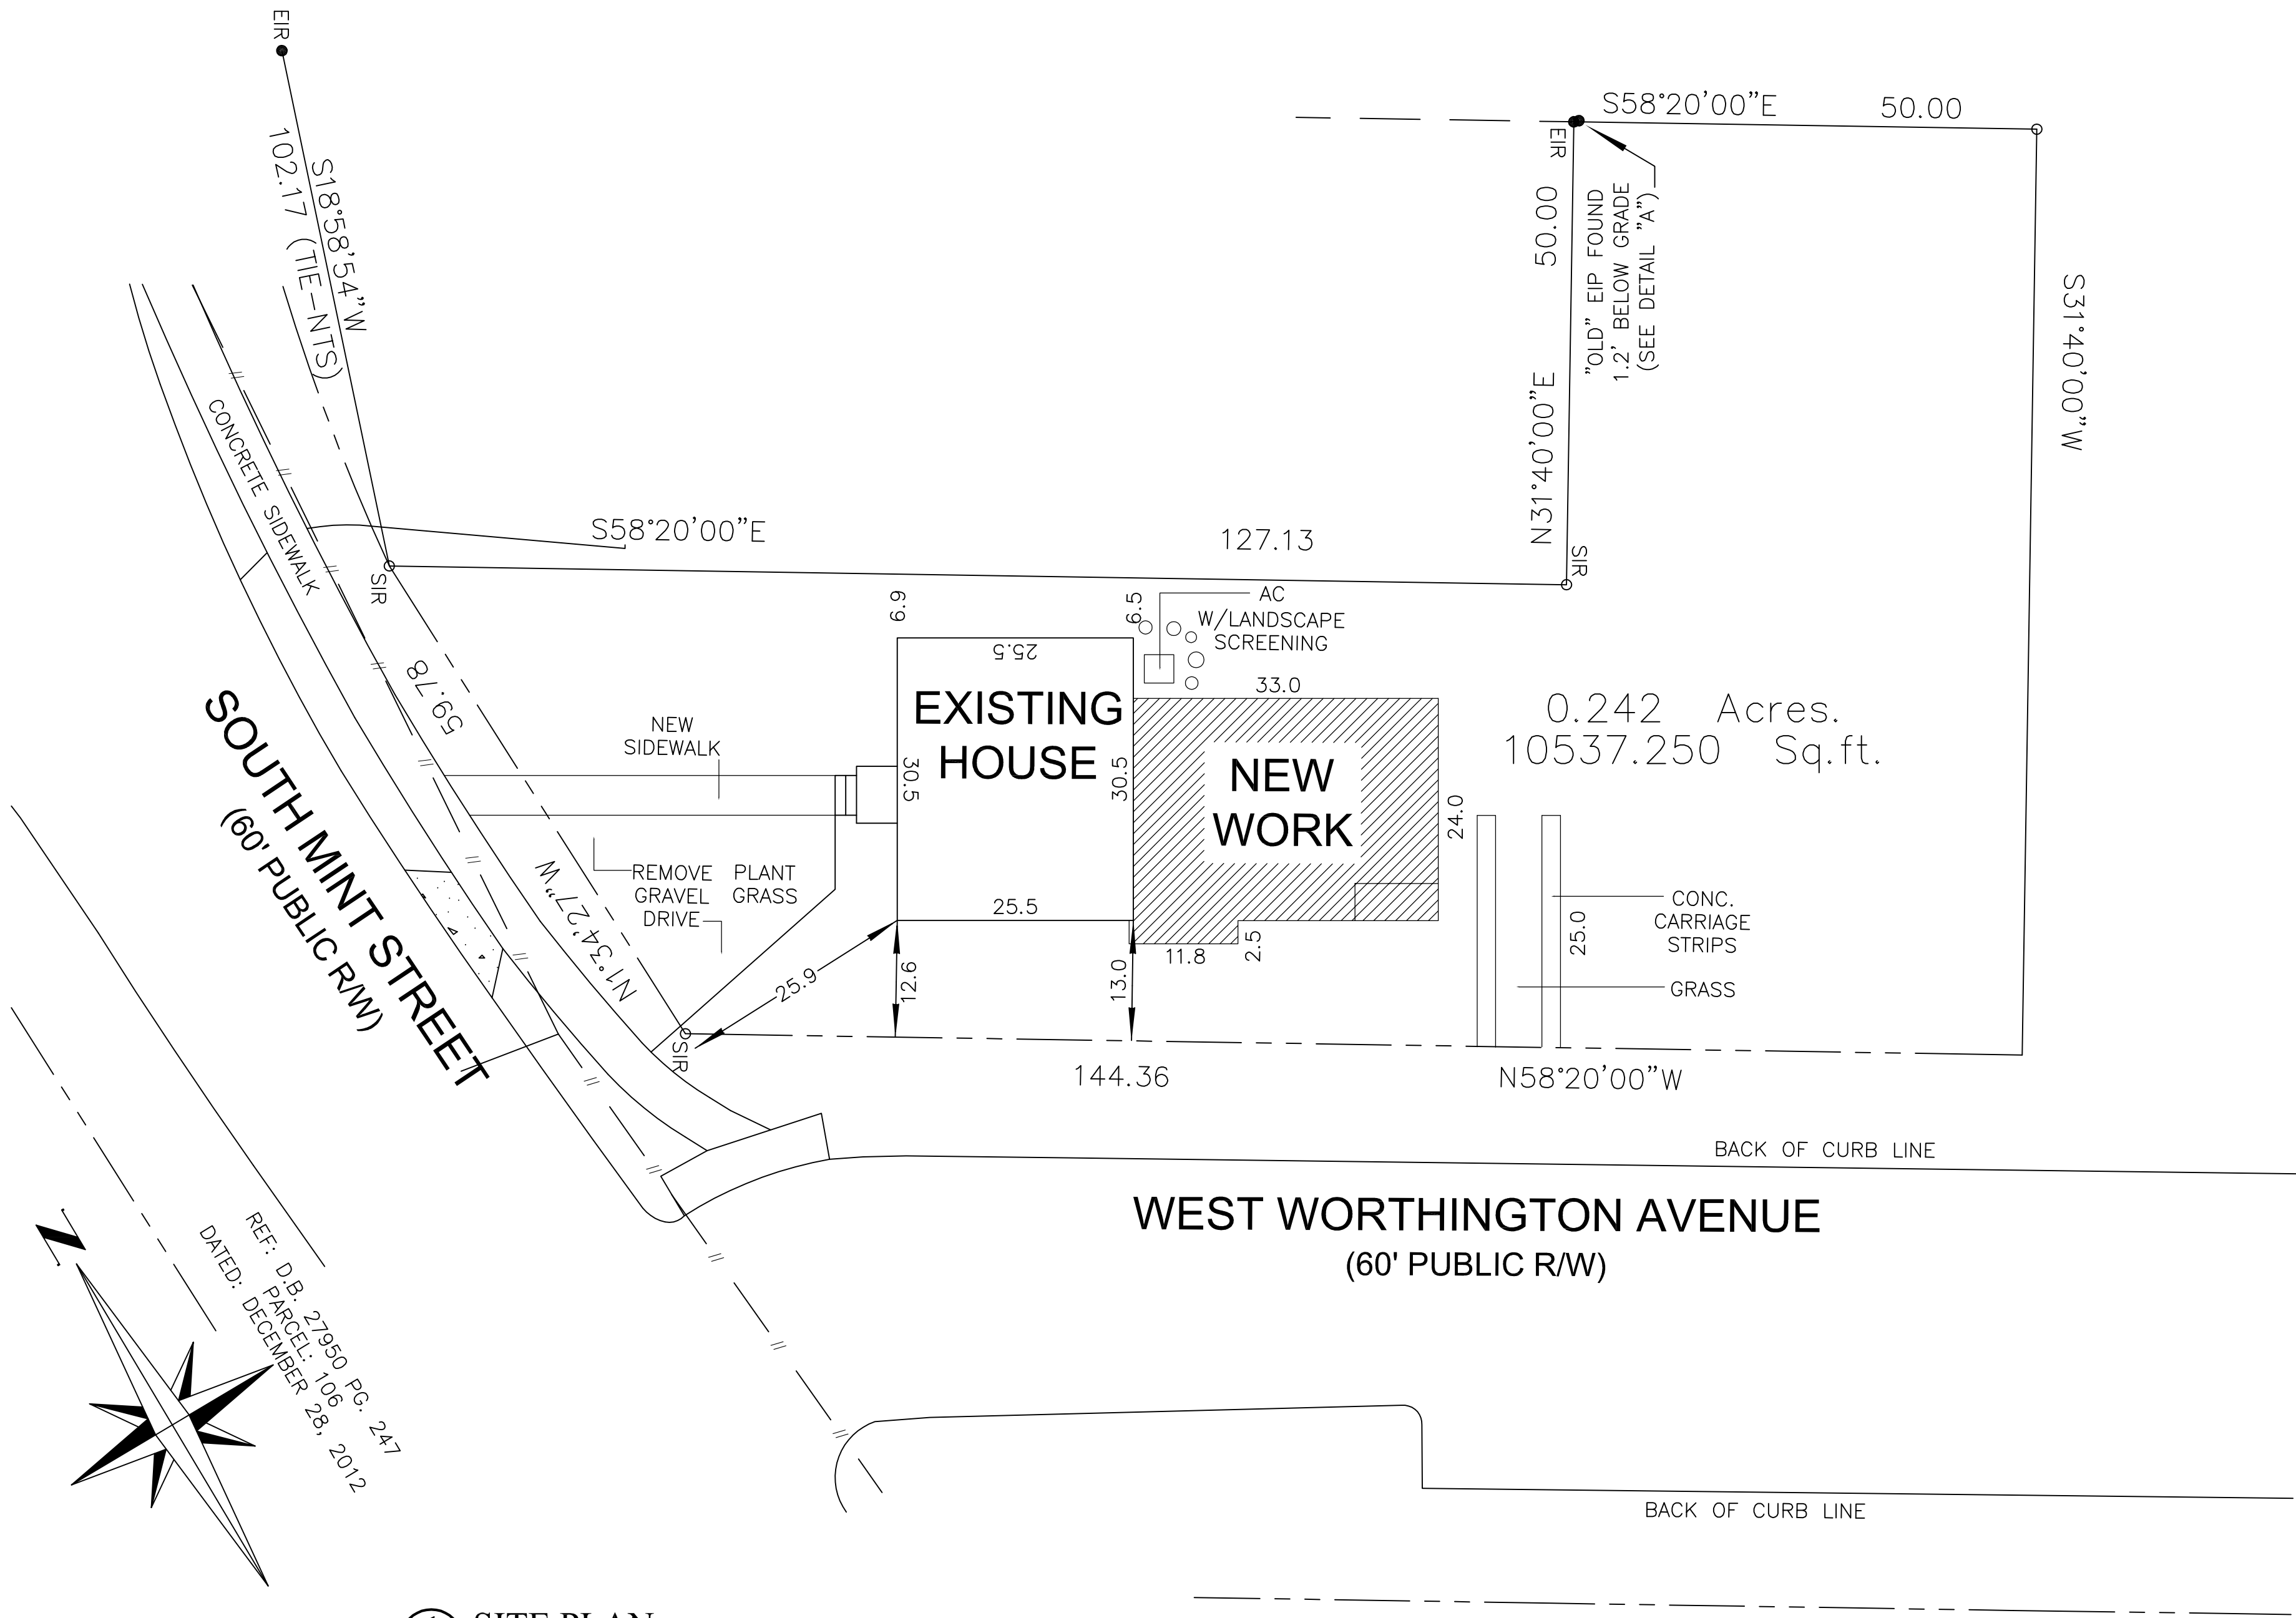 EIR
S58°20'00"E 50.00
102.17 (TIE-NTS)
S18°58'54"W
EIR
50.00
N31°40'00"E
"OLD" EIP FOUND
1.2' BELOW GRADE
(SEE DETAIL "A")
S31°40'00"W
CONCRETE SIDEWALK
S58°20'00"E
127.13
SIR
SIR
6.9
6.5
AC
W/LANDSCAPE
SCREENING
59.78
25.5
33.0
EXISTING
HOUSE
NEW
SIDEWALK
30.5
30.5
NEW
WORK
24.0
0.242 Acres.
10537.250 Sq.ft.
SOUTH MINT STREET
(60' PUBLIC R/W)
N1°34'27"W
REMOVE
GRAVEL
DRIVE
PLANT
GRASS
25.5
25.9
12.6
13.0
11.8
2.5
25.0
CONC.
CARRIAGE
STRIPS
GRASS
SIR
144.36
N58°20'00"W
BACK OF CURB LINE
WEST WORTHINGTON AVENUE
(60' PUBLIC R/W)
N
REF: D.B. 27950 PG. 247
PARCEL: 106
DATED: DECEMBER 28, 2012
BACK OF CURB LINE
SITE PLAN